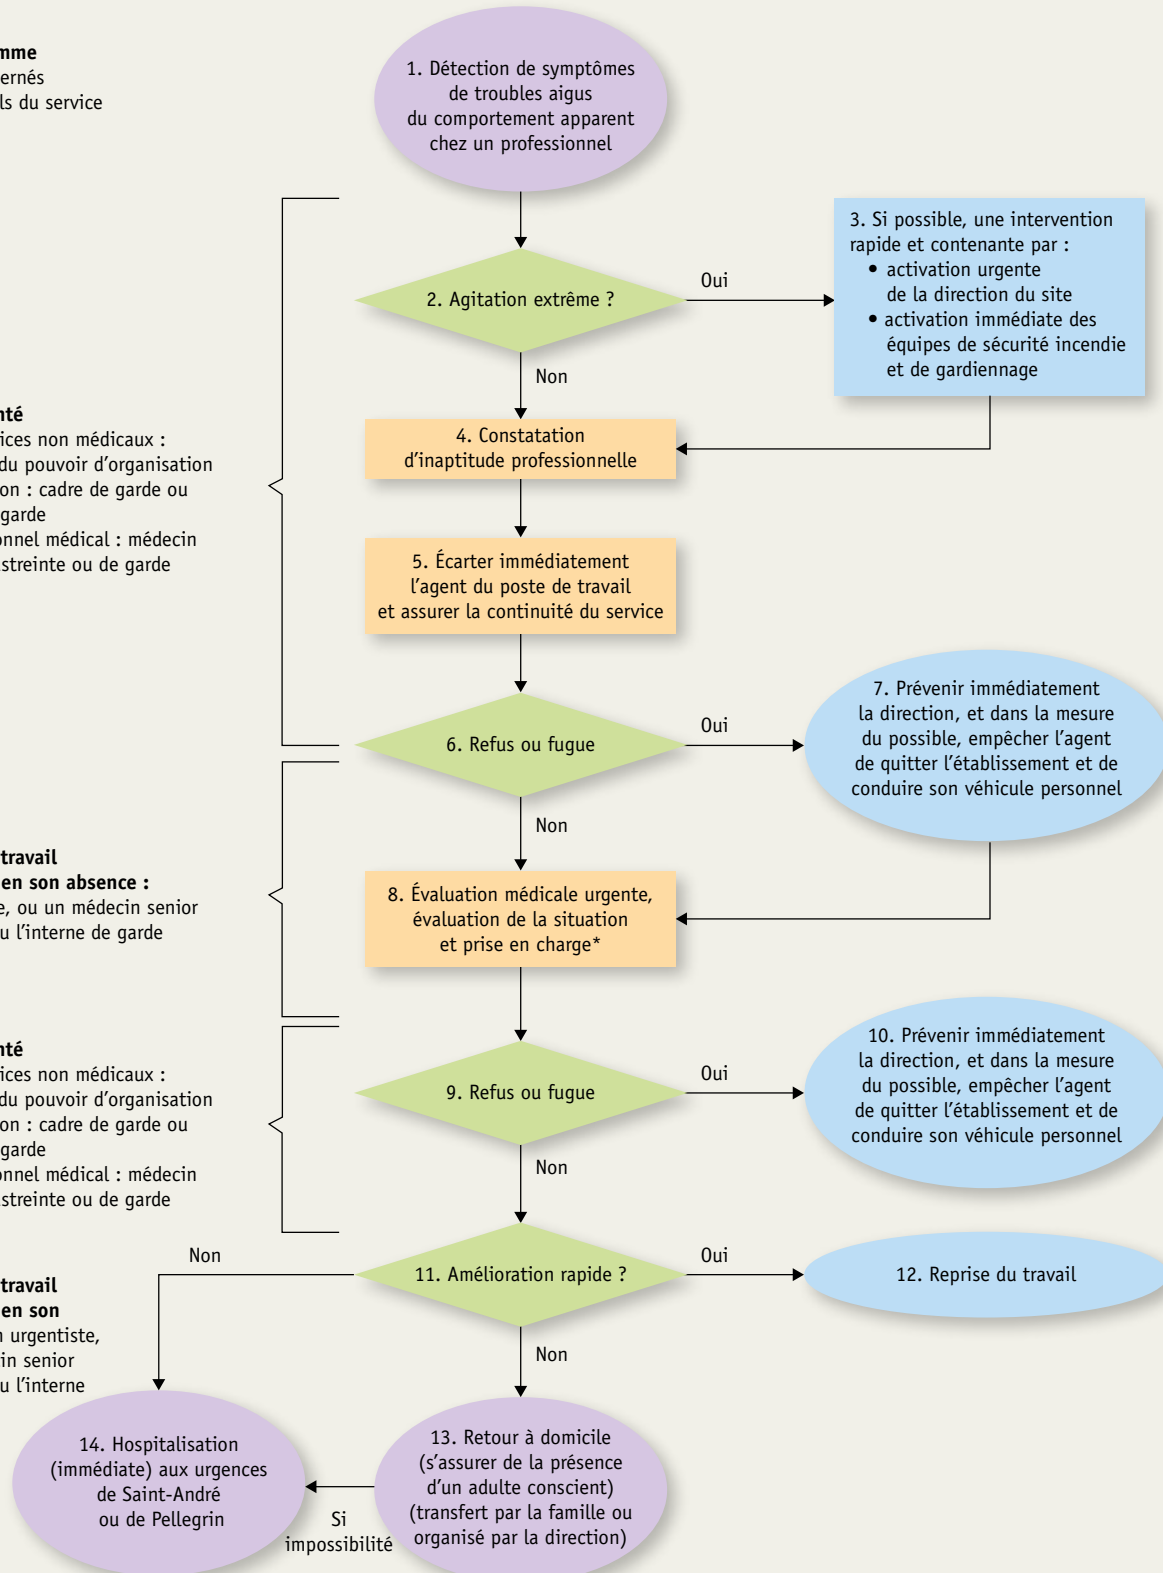 mme
ernés
ls du service
1. Détection de symptômes
de troubles aigus
du comportement apparent
chez un professionnel
2. Agitation extrême ?
Oui
3. Si possible, une intervention
rapide et contenante par :
• activation urgente
de la direction du site
• activation immédiate des
équipes de sécurité incendie
et de gardiennage
Non
nté
ices non médicaux :
du pouvoir d'organisation
on : cadre de garde ou
garde
onnel médical : médecin
streinte ou de garde
4. Constatation
d'inaptitude professionnelle
5. Écarter immédiatement
l'agent du poste de travail
et assurer la continuité du service
6. Refus ou fugue
Oui
7. Prévenir immédiatement
la direction, et dans la mesure
du possible, empêcher l'agent
de quitter l'établissement et de
conduire son véhicule personnel
Non
travail
en son absence :
e, ou un médecin senior
u l'interne de garde
8. Évaluation médicale urgente,
évaluation de la situation
et prise en charge*
nté
ices non médicaux :
du pouvoir d'organisation
on : cadre de garde ou
garde
onnel médical : médecin
streinte ou de garde
9. Refus ou fugue
Oui
10. Prévenir immédiatement
la direction, et dans la mesure
du possible, empêcher l'agent
de quitter l'établissement et de
conduire son véhicule personnel
Non
travail
en son
n urgentiste,
in senior
u l'interne
Non
11. Amélioration rapide ?
Oui
12. Reprise du travail
Non
14. Hospitalisation
(immédiate) aux urgences
de Saint-André
ou de Pellegrin
Si
impossibilité
13. Retour à domicile
(s'assurer de la présence
d'un adulte conscient)
(transfert par la famille ou
organisé par la direction)